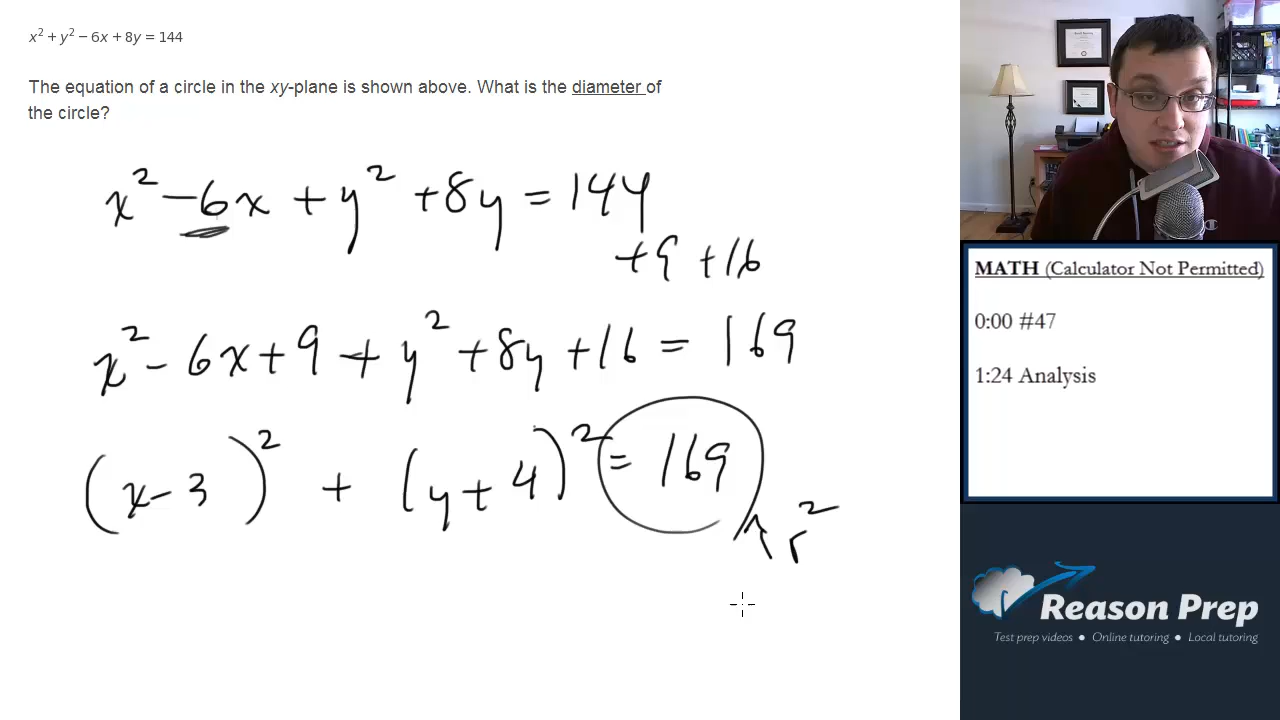 x² + y² − 6x + 8y = 144
The equation of a circle in the xy-plane is shown above. What is the diameter of
the circle?
x² − 6x + y² + 8y = 144
+9 +16
x² − 6x + 9 + y² + 8y + 16 = 169
(x − 3)² + (y + 4)² = 169
↑ r²
MATH (Calculator Not Permitted)
0:00 #47
1:24 Analysis
Reason Prep
Test prep videos ● Online tutoring ● Local tutoring